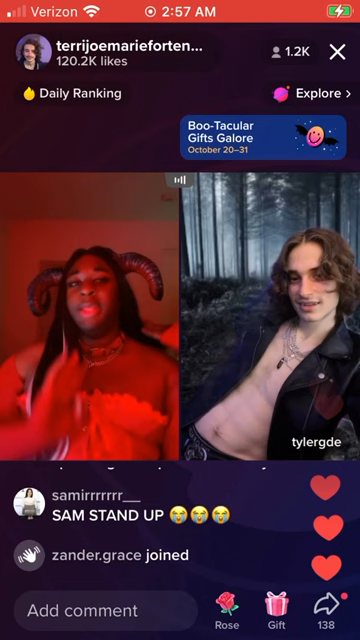 Verizon 2:57 AM
terrijoemarieforten...
120.2K likes
1.2K
Daily Ranking
Explore >
Boo-Tacular
Gifts Galore
October 20–31
tylergde
samirrrrrrr__
SAM STAND UP 😭😭😭
zander.grace joined
Add comment
Rose
Gift
138